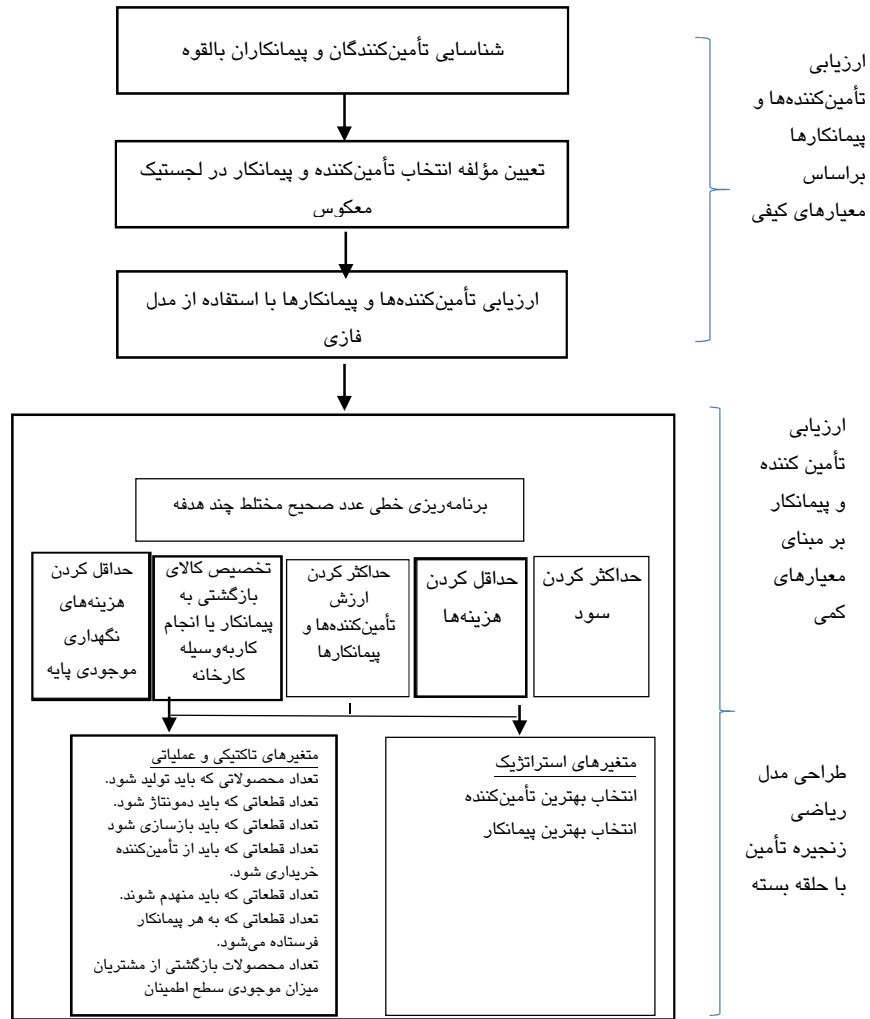 شناسایی تأمین‌کنندگان و پیمانکاران بالقوه
تعیین مؤلفه انتخاب تأمین‌کننده و پیمانکار در لجستیک
معکوس
ارزیابی تأمین‌کننده‌ها و پیمانکارها با استفاده از مدل
فازی
ارزیابی
تأمین‌کننده‌ها و
پیمانکارها
براساس
معیارهای کیفی
برنامه‌ریزی خطی عدد صحیح مختلط چند هدفه
حداکثر کردن
سود
حداقل کردن
هزینه‌ها
حداکثر کردن
ارزش
تأمین‌کننده‌ها و
پیمانکارها
تخصیص کالای
بازگشتی به
پیمانکار یا انجام
کاربه‌وسیله
کارخانه
حداقل کردن
هزینه‌های
نگهداری
موجودی پایه
متغیرهای استراتژیک
انتخاب بهترین تأمین‌کننده
انتخاب بهترین پیمانکار
متغیرهای تاکتیکی و عملیاتی
تعداد محصولاتی که باید تولید شود.
تعداد قطعاتی که باید دمونتاژ شود.
تعداد قطعاتی که باید بازسازی شود
تعداد قطعاتی که باید از تأمین‌کننده
خریداری شود.
تعداد قطعاتی که باید منهدم شوند.
تعداد قطعاتی که به هر پیمانکار
فرستاده می‌شود.
تعداد محصولات بازگشتی از مشتریان
میزان موجودی سطح اطمینان
ارزیابی
تأمین کننده
و پیمانکار
بر مبنای
معیارهای
کمی
طراحی مدل
ریاضی
زنجیره تأمین
با حلقه بسته